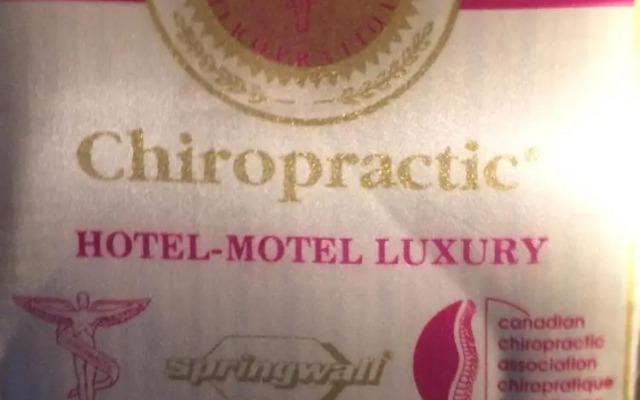 Chiropractic®
HOTEL-MOTEL LUXURY
springwall®
canadian
chiropractic
association
chiropratique